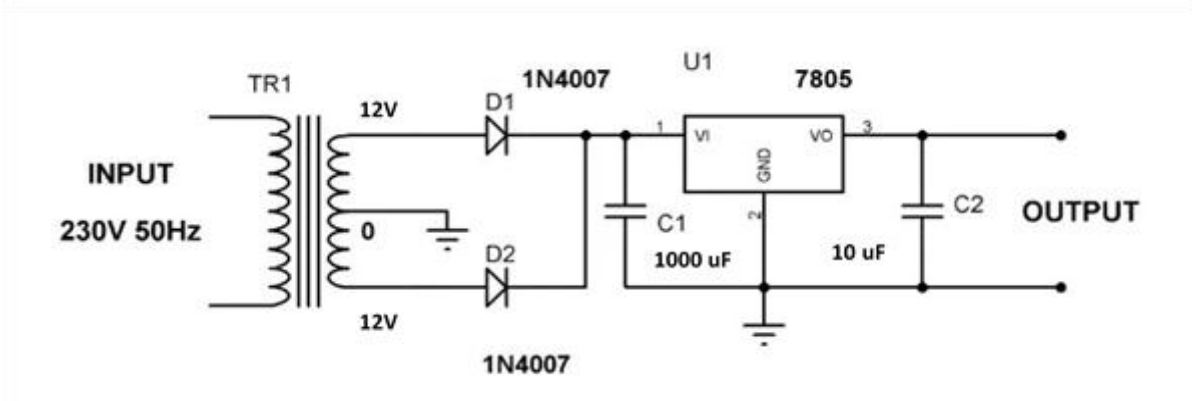 TR1
INPUT
230V 50Hz
12V
0
12V
D1
1N4007
D2
1N4007
U1
7805
1
VI
VO
3
GND
2
C1
1000 uF
C2
10 uF
OUTPUT